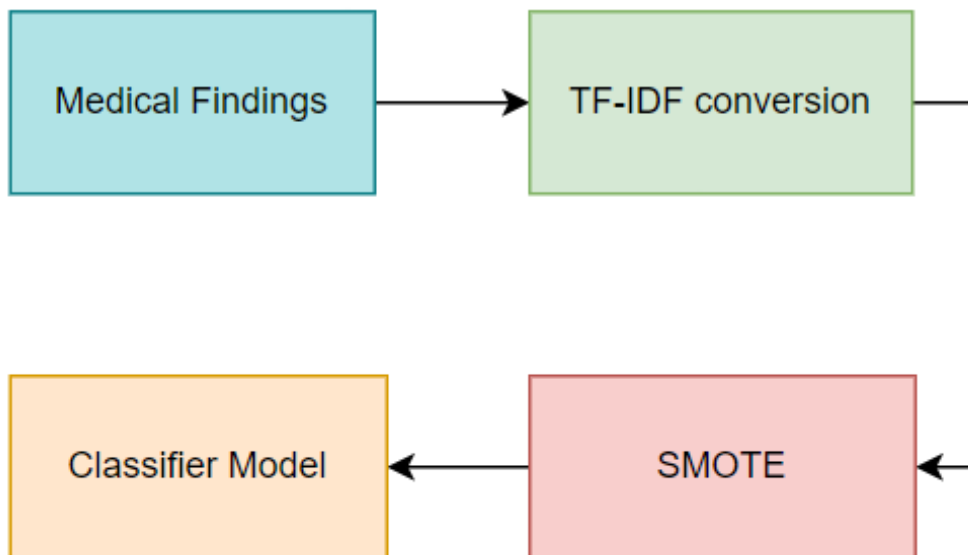 Medical Findings
TF-IDF conversion
Classifier Model
SMOTE